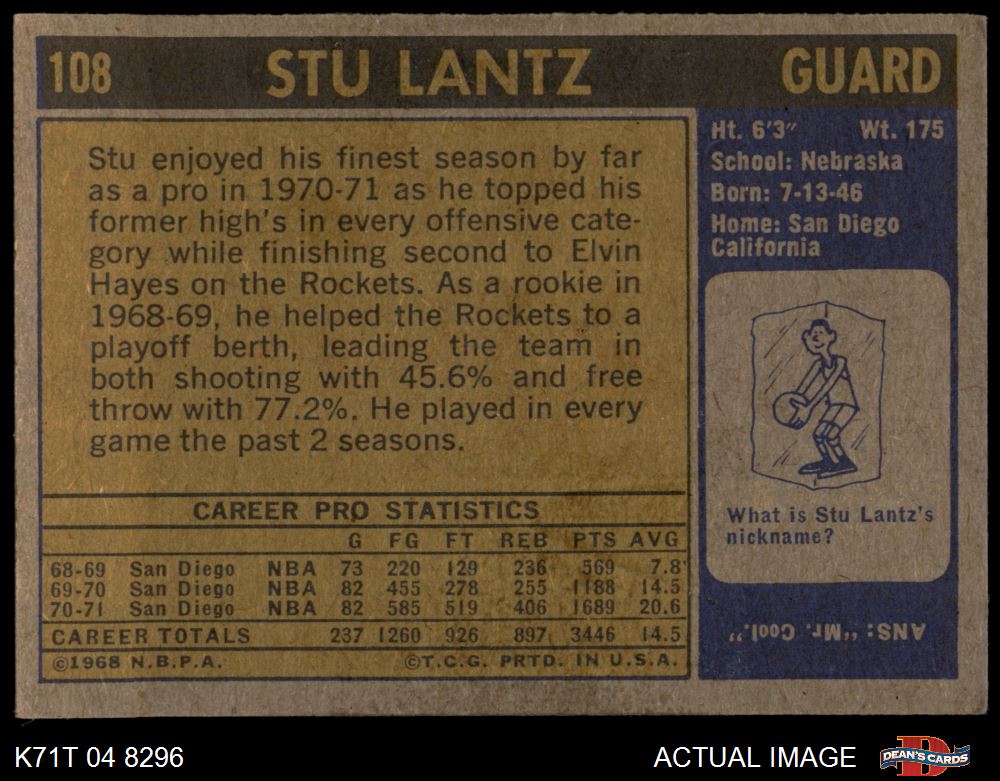 108 STU LANTZ GUARD
Stu enjoyed his finest season by far
as a pro in 1970-71 as he topped his
former high's in every offensive cate-
gory while finishing second to Elvin
Hayes on the Rockets. As a rookie in
1968-69, he helped the Rockets to a
playoff berth, leading the team in
both shooting with 45.6% and free
throw with 77.2%. He played in every
game the past 2 seasons.
CAREER PRO STATISTICS
G FG FT REB PTS AVG
68-69 San Diego NBA 73 220 129 236 569 7.8
69-70 San Diego NBA 82 455 278 255 1188 14.5
70-71 San Diego NBA 82 585 519 406 1689 20.6
CAREER TOTALS 237 1260 926 897 3446 14.5
©1968 N.B.P.A. ©T.C.G. PRTD. IN U.S.A.
Ht. 6'3" Wt. 175
School: Nebraska
Born: 7-13-46
Home: San Diego
California
What is Stu Lantz's
nickname?
ANS: "Mr. Cool."
K71T 04 8296 ACTUAL IMAGE DEAN'S CARDS